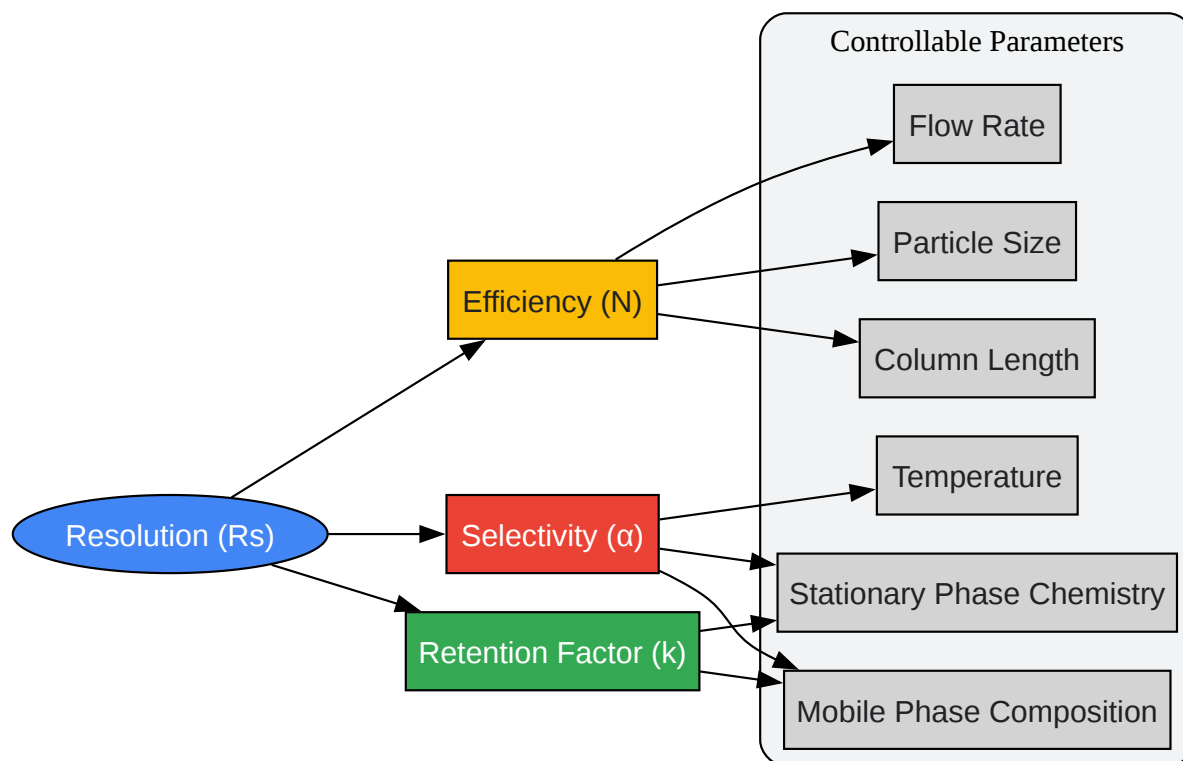 Controllable Parameters
Flow Rate
Particle Size
Efficiency (N)
Column Length
Temperature
Resolution (Rs)
Selectivity (α)
Stationary Phase Chemistry
Retention Factor (k)
Mobile Phase Composition